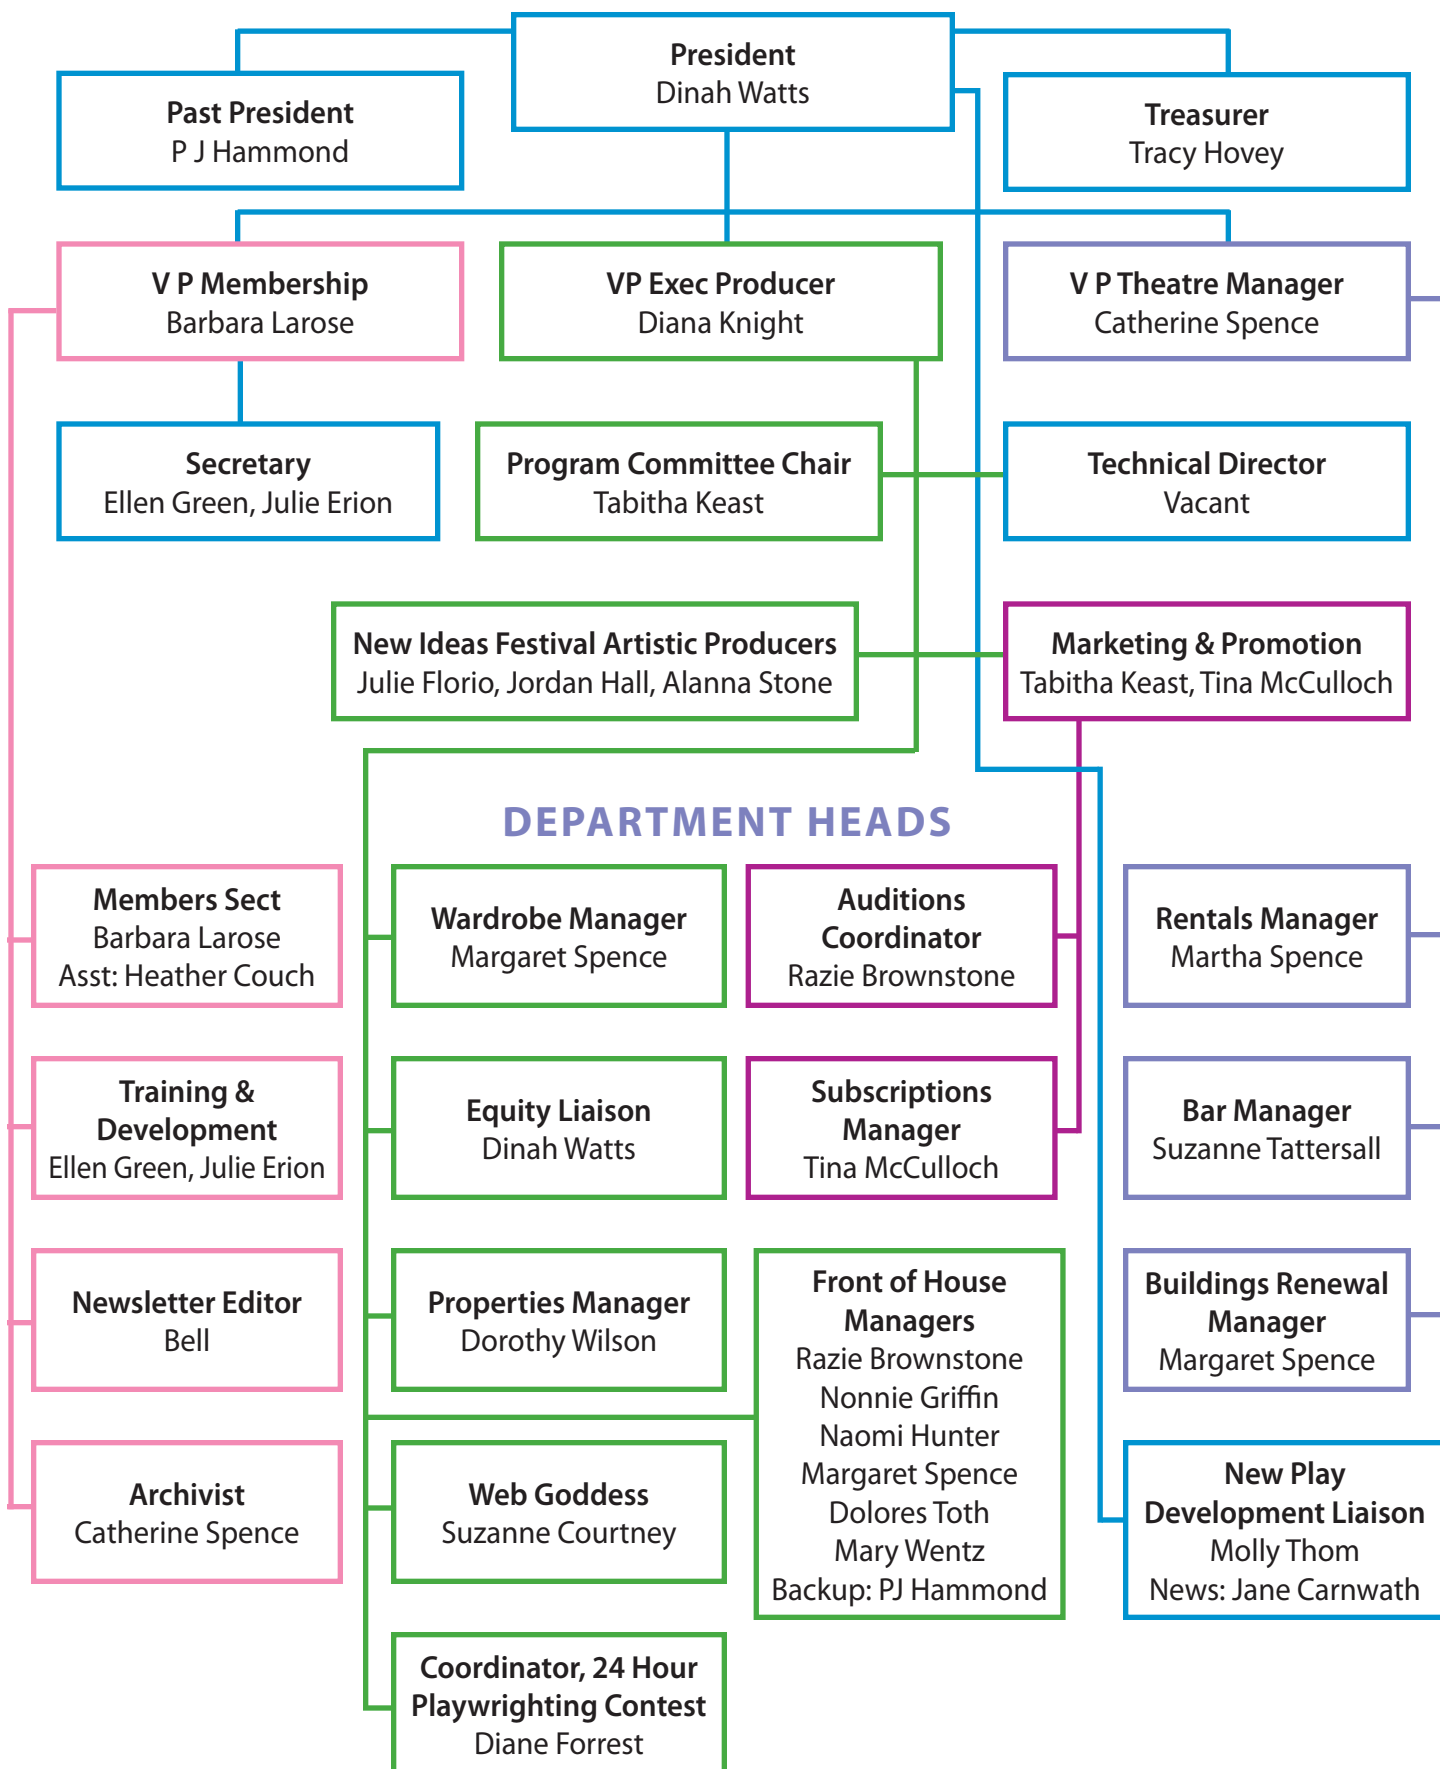 President
Dinah Watts
Past President
P J Hammond
Treasurer
Tracy Hovey
V P Membership
Barbara Larose
VP Exec Producer
Diana Knight
V P Theatre Manager
Catherine Spence
Secretary
Ellen Green, Julie Erion
Program Committee Chair
Tabitha Keast
Technical Director
Vacant
New Ideas Festival Artistic Producers
Julie Florio, Jordan Hall, Alanna Stone
Marketing & Promotion
Tabitha Keast, Tina McCulloch
DEPARTMENT HEADS
Members Sect
Barbara Larose
Asst: Heather Couch
Wardrobe Manager
Margaret Spence
Auditions
Coordinator
Razie Brownstone
Rentals Manager
Martha Spence
Training &
Development
Ellen Green, Julie Erion
Equity Liaison
Dinah Watts
Subscriptions
Manager
Tina McCulloch
Bar Manager
Suzanne Tattersall
Newsletter Editor
Bell
Properties Manager
Dorothy Wilson
Front of House
Managers
Razie Brownstone
Nonnie Griffin
Naomi Hunter
Margaret Spence
Dolores Toth
Mary Wentz
Backup: PJ Hammond
Buildings Renewal
Manager
Margaret Spence
Archivist
Catherine Spence
Web Goddess
Suzanne Courtney
New Play
Development Liaison
Molly Thom
News: Jane Carnwath
Coordinator, 24 Hour
Playwrighting Contest
Diane Forrest